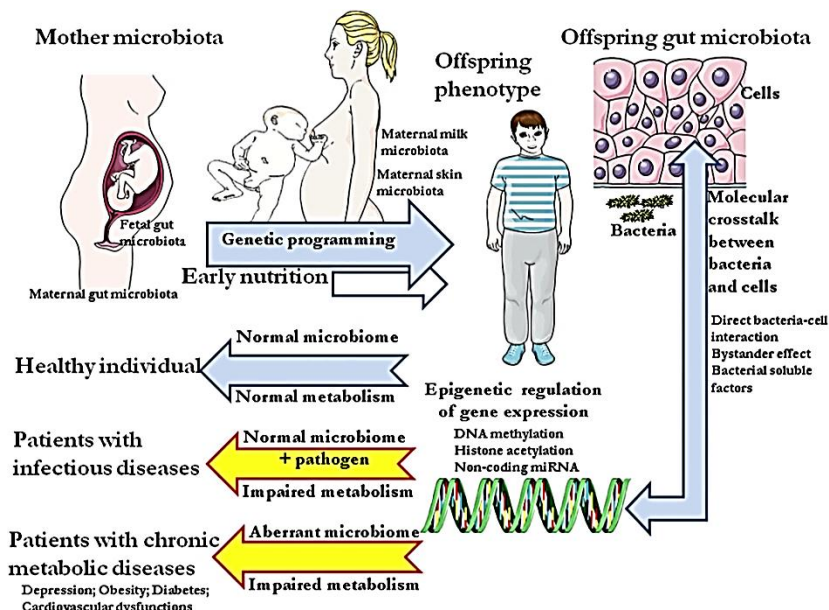 Mother microbiota
Fetal gut
microbiota
Maternal gut microbiota
Maternal milk
microbiota
Maternal skin
microbiota
Genetic programming
Early nutrition
Offspring
phenotype
Offspring gut microbiota
Cells
Bacteria
Molecular
crosstalk
between
bacteria
and cells
Direct bacteria-cell
interaction
Bystander effect
Bacterial soluble
factors
Epigenetic regulation
of gene expression
DNA methylation
Histone acetylation
Non-coding miRNA
Healthy individual
Normal microbiome
Normal metabolism
Patients with
infectious diseases
Normal microbiome
+ pathogen
Impaired metabolism
Patients with chronic
metabolic diseases
Depression; Obesity; Diabetes;
Cardiovascular dysfunctions
Aberrant microbiome
Impaired metabolism